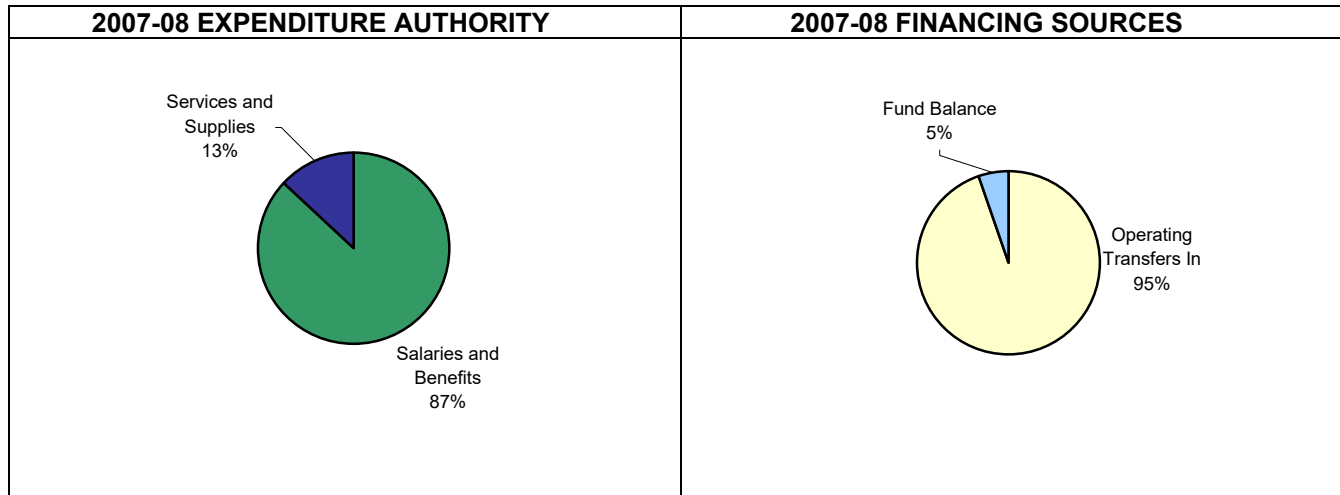 2007-08 EXPENDITURE AUTHORITY
Services and
Supplies
13%
Salaries and
Benefits
87%
2007-08 FINANCING SOURCES
Fund Balance
5%
Operating
Transfers In
95%